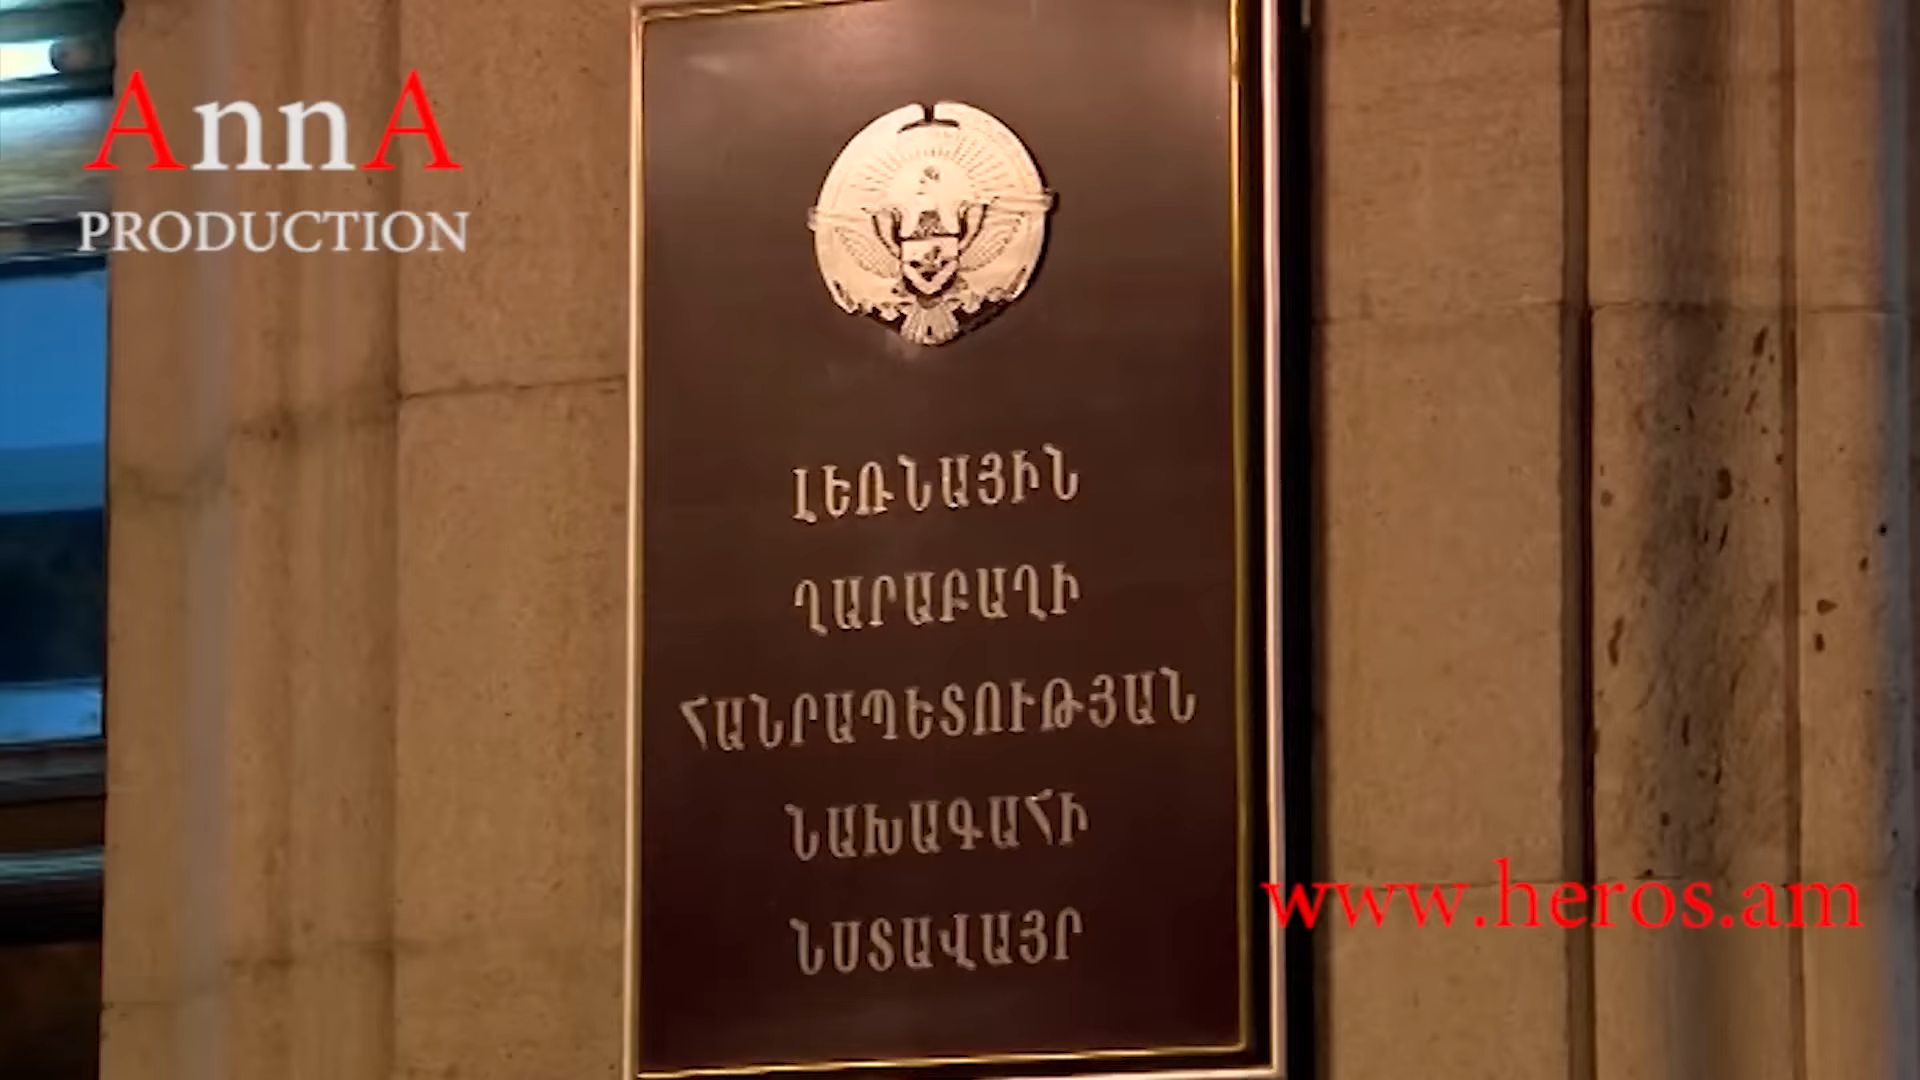 AnnA
PRODUCTION
ԼԵՌՆԱՅԻՆ
ՂԱՐԱԲԱՂԻ
ՀԱՆՐԱՊԵՏՈՒԹՅԱՆ
ՆԱԽԱԳԱՀԻ
ՆՍՏԱՎԱՅՐ
www.heros.am